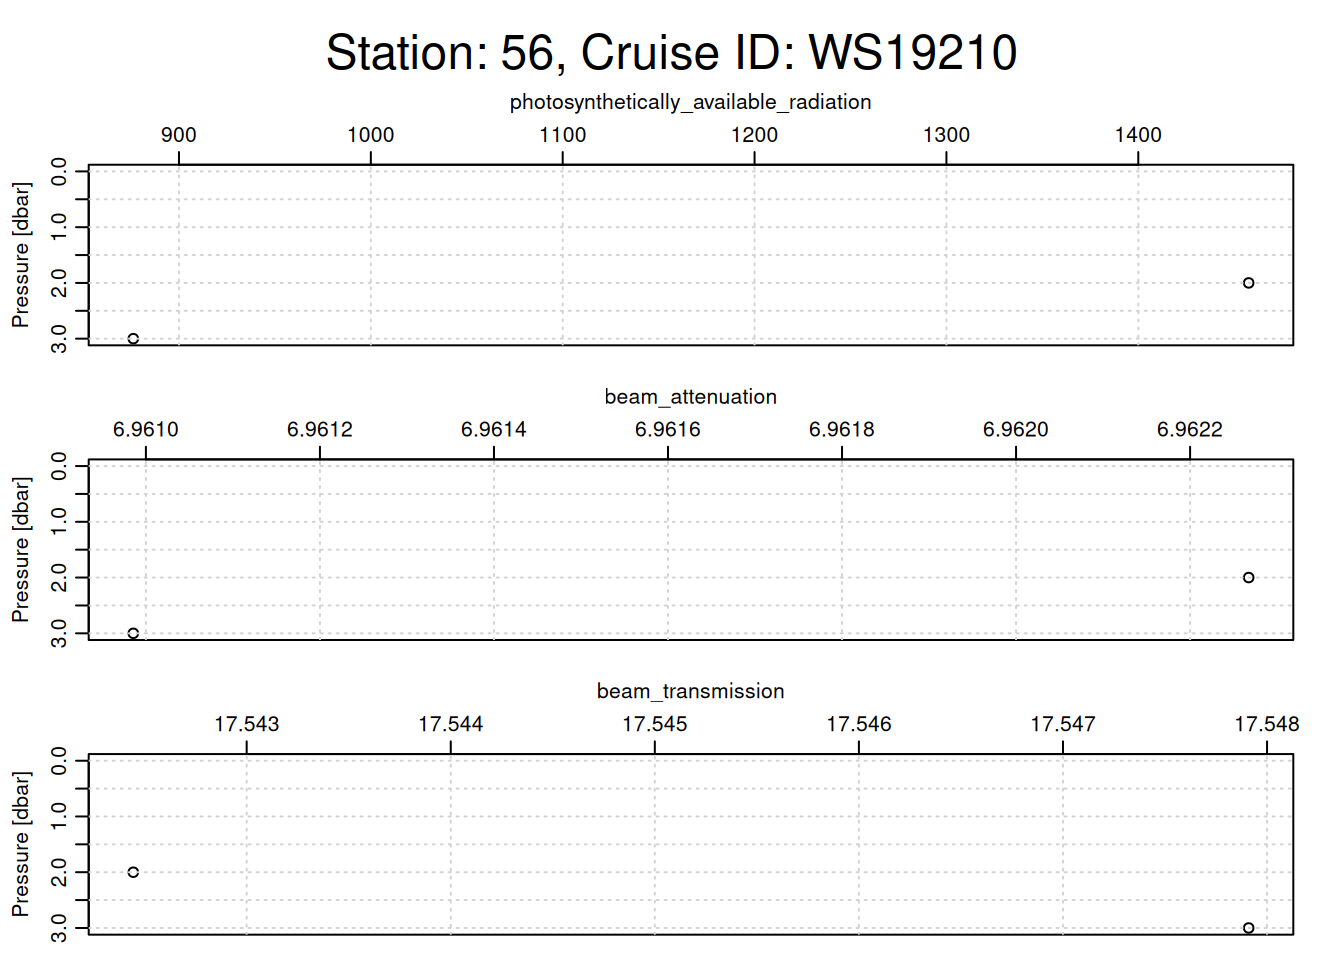 Station: 56, Cruise ID: WS19210
photosynthetically_available_radiation
900 1000 1100 1200 1300 1400
Pressure [dbar]
0.0 1.0 2.0 3.0
beam_attenuation
6.9610 6.9612 6.9614 6.9616 6.9618 6.9620 6.9622
Pressure [dbar]
0.0 1.0 2.0 3.0
beam_transmission
17.543 17.544 17.545 17.546 17.547 17.548
Pressure [dbar]
0.0 1.0 2.0 3.0